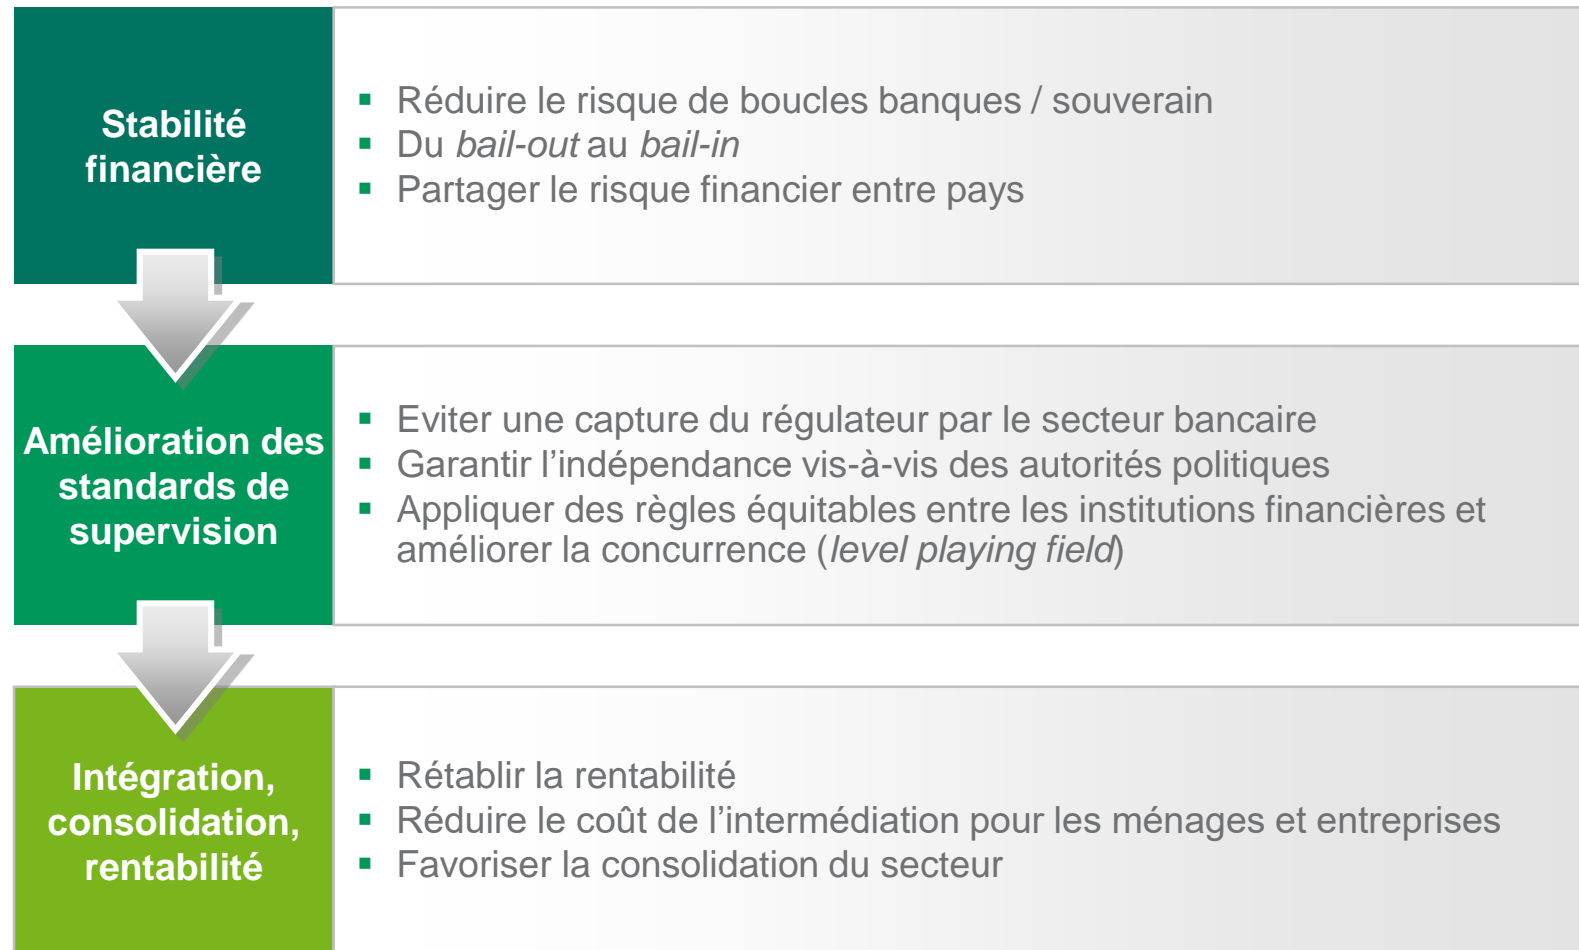 Stabilité
financière
▪ Réduire le risque de boucles banques / souverain
▪ Du bail-out au bail-in
▪ Partager le risque financier entre pays
Amélioration des
standards de
supervision
▪ Eviter une capture du régulateur par le secteur bancaire
▪ Garantir l’indépendance vis-à-vis des autorités politiques
▪ Appliquer des règles équitables entre les institutions financières et
améliorer la concurrence (level playing field)
Intégration,
consolidation,
rentabilité
▪ Rétablir la rentabilité
▪ Réduire le coût de l’intermédiation pour les ménages et entreprises
▪ Favoriser la consolidation du secteur